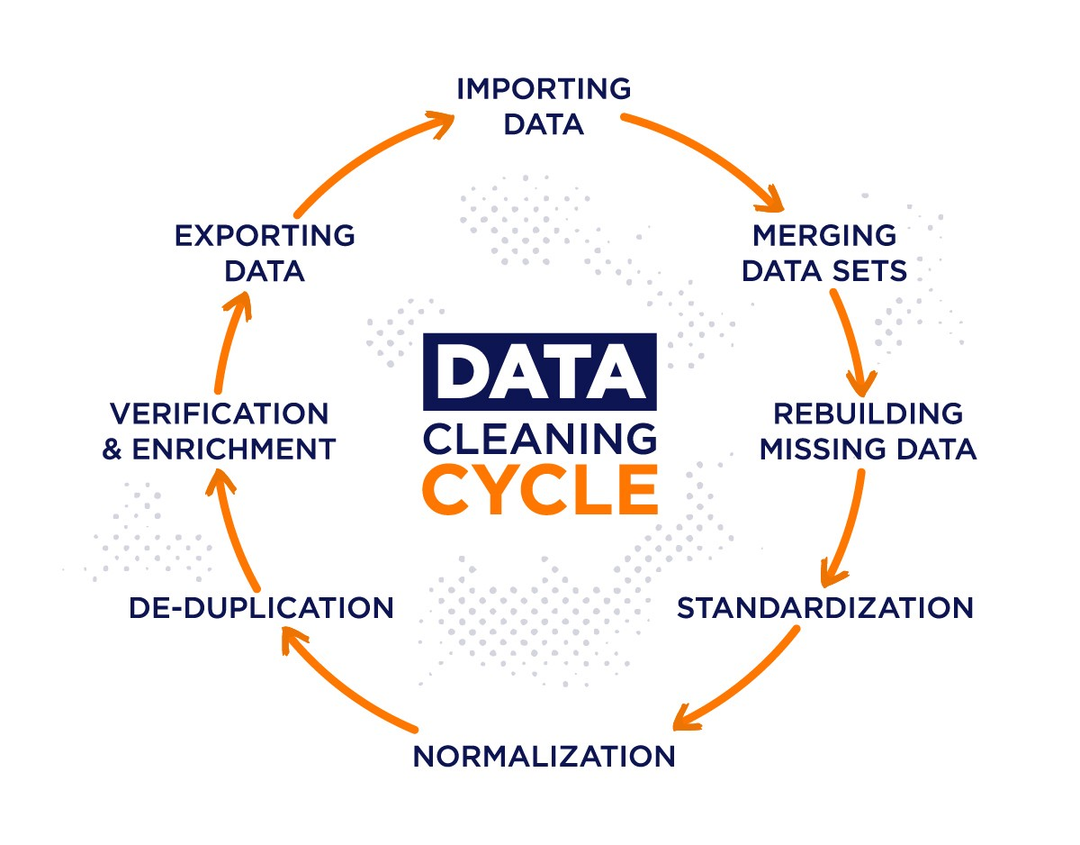 IMPORTING
DATA
MERGING
DATA SETS
REBUILDING
MISSING DATA
STANDARDIZATION
NORMALIZATION
DE-DUPLICATION
VERIFICATION
& ENRICHMENT
EXPORTING
DATA
DATA
CLEANING
CYCLE